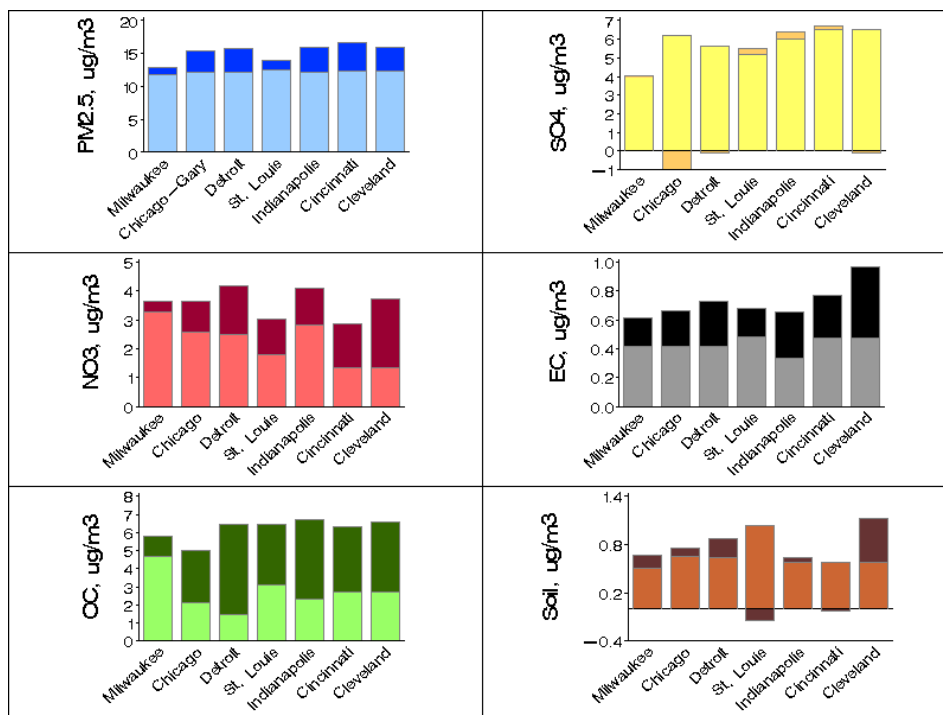 PM2.5, ug/m3
20
15
10
5
0
Milwaukee
Chicago-Gary
Detroit
St. Louis
Indianapolis
Cincinnati
Cleveland
SO4, ug/m3
7
6
5
4
3
2
1
0
-1
Milwaukee
Chicago
Detroit
St. Louis
Indianapolis
Cincinnati
Cleveland
NO3, ug/m3
5
4
3
2
1
0
Milwaukee
Chicago
Detroit
St. Louis
Indianapolis
Cincinnati
Cleveland
EC, ug/m3
1.0
0.8
0.6
0.4
0.2
0.0
Milwaukee
Chicago
Detroit
St. Louis
Indianapolis
Cincinnati
Cleveland
OC, ug/m3
8
7
6
5
4
3
2
1
0
Milwaukee
Chicago
Detroit
St. Louis
Indianapolis
Cincinnati
Cleveland
Soil, ug/m3
1.4
0.8
0.2
-0.4
Milwaukee
Chicago
Detroit
St. Louis
Indianapolis
Cincinnati
Cleveland